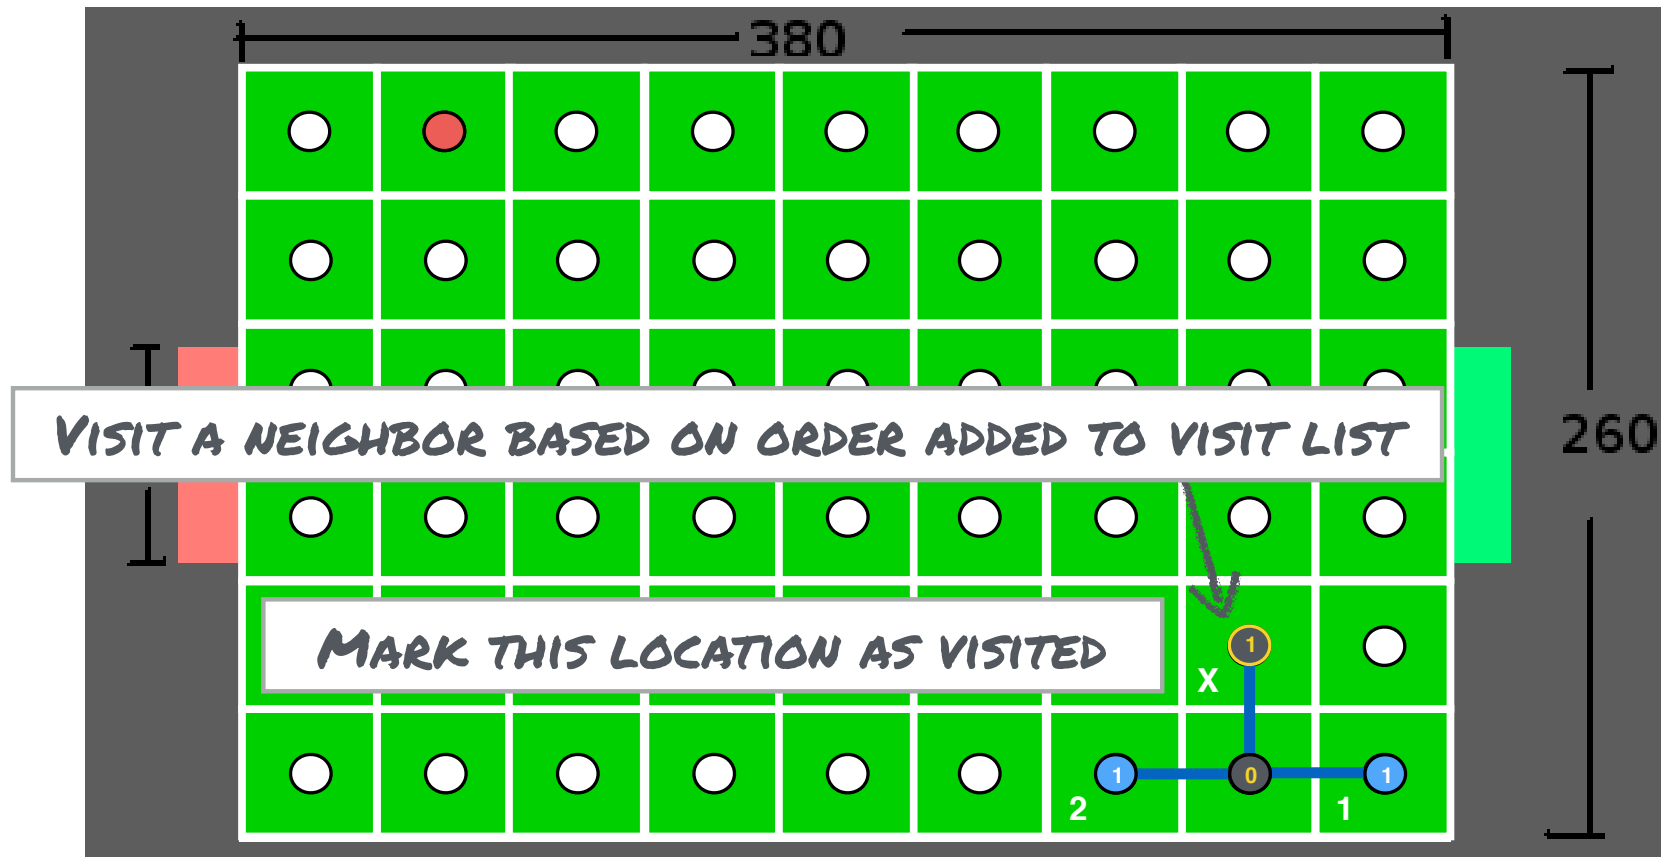 380
VISIT A NEIGHBOR BASED ON ORDER ADDED TO VISIT LIST
260
MARK THIS LOCATION AS VISITED
1
X
1 0 1
2 1